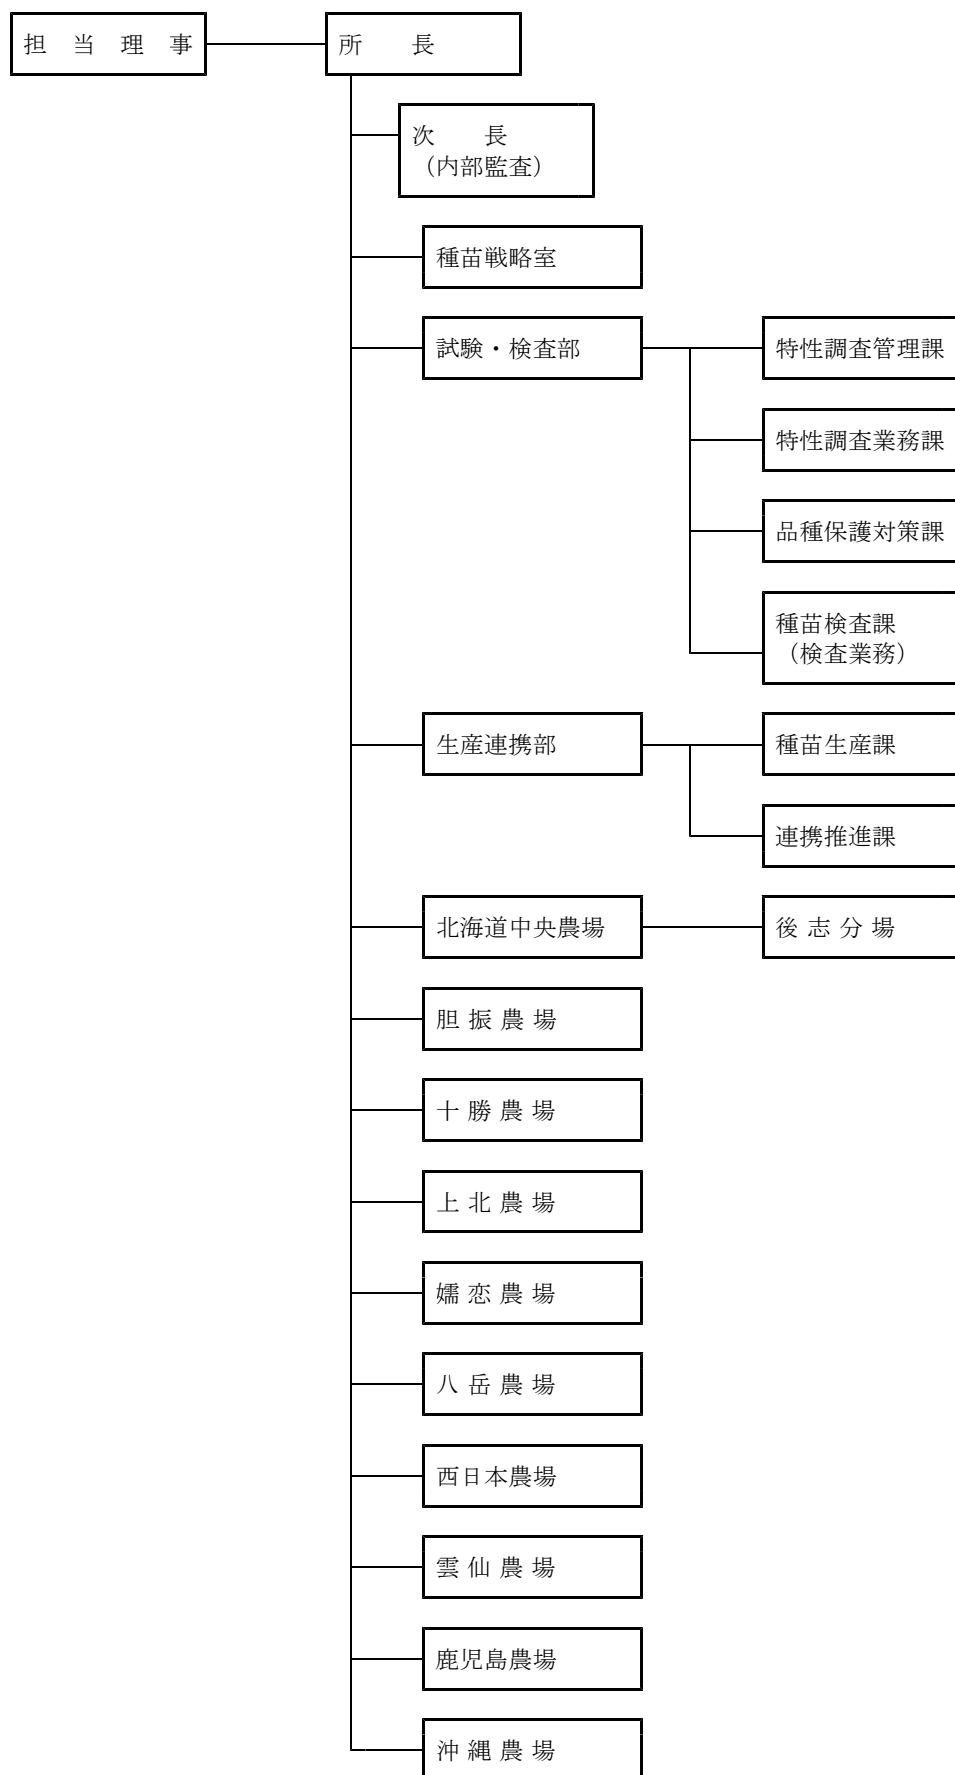 担　当　理　事
所　　長
次　　長
（内部監査）
種苗戦略室
試験・検査部
特性調査管理課
特性調査業務課
品種保護対策課
種苗検査課
（検査業務）
生産連携部
種苗生産課
連携推進課
北海道中央農場
後 志 分 場
胆 振 農 場
十 勝 農 場
上 北 農 場
嬬 恋 農 場
八 岳 農 場
西日本農場
雲 仙 農 場
鹿児島農場
沖 縄 農 場